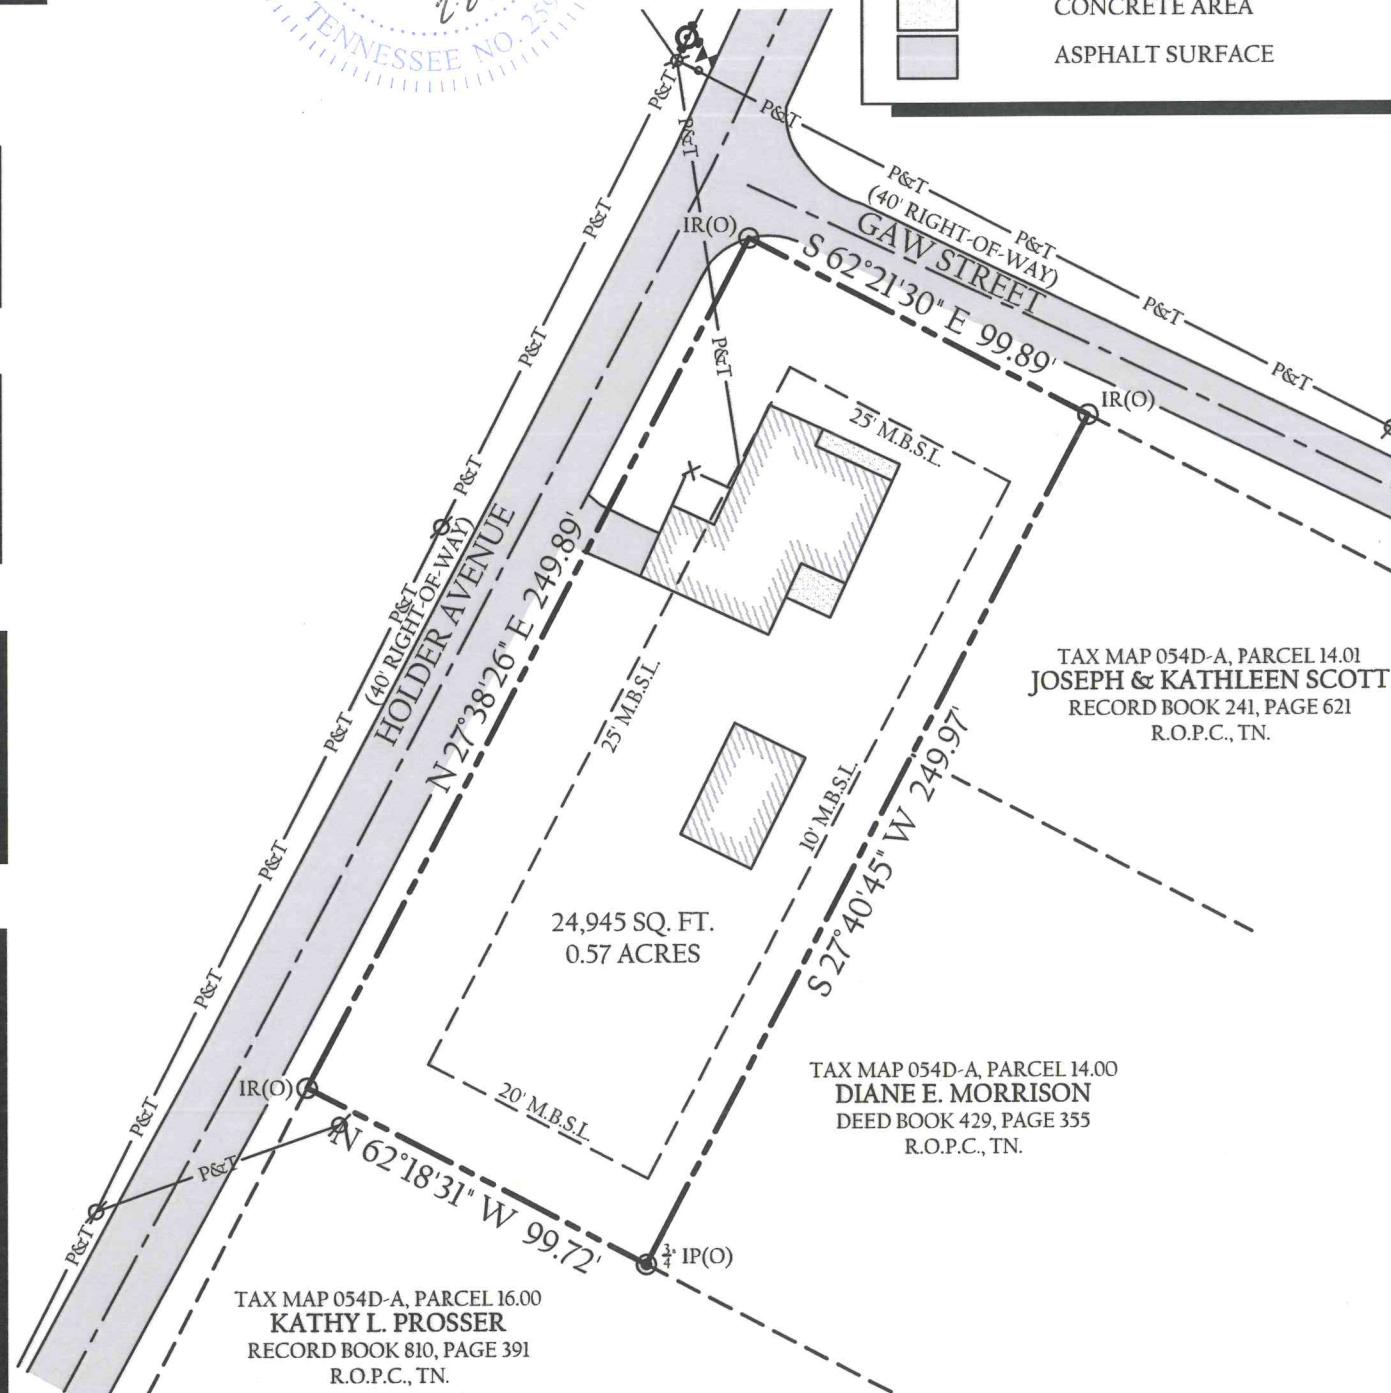 TENNESSEE NO. 259
CONCRETE AREA
ASPHALT SURFACE
P&T
P&T
P&T
P&T
P&T
P&T
P&T
P&T
P&T
(40' RIGHT-OF-WAY)
GAW STREET
IR(O)
S 62°21'30" E 99.89'
P&T
P&T
P&T
IR(O)
25' M.B.S.L.
P&T
HOLDER AVENUE
(40' RIGHT-OF-WAY)
P&T
N 27°38'26" E 249.89'
25' M.B.S.L.
TAX MAP 054D-A, PARCEL 14.01
JOSEPH & KATHLEEN SCOTT
RECORD BOOK 241, PAGE 621
R.O.P.C., TN.
P&T
10' M.B.S.L.
S 27°40'45" W 249.97'
P&T
24,945 SQ. FT.
0.57 ACRES
P&T
TAX MAP 054D-A, PARCEL 14.00
DIANE E. MORRISON
DEED BOOK 429, PAGE 355
R.O.P.C., TN.
IR(O)
20' M.B.S.L.
P&T
P&T
N 62°18'31" W 99.72'
P&T
3/4" IP(O)
TAX MAP 054D-A, PARCEL 16.00
KATHY L. PROSSER
RECORD BOOK 810, PAGE 391
R.O.P.C., TN.